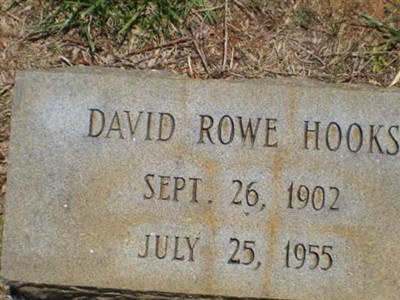 DAVID ROWE HOOKS
SEPT. 26, 1902
JULY 25, 1955